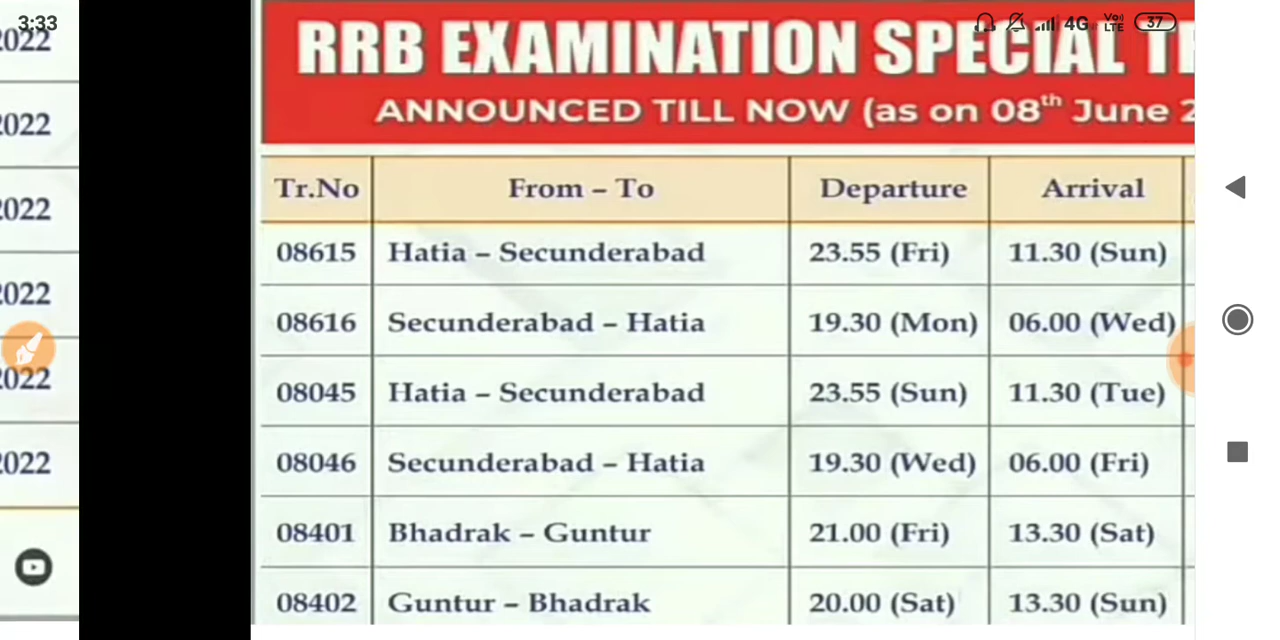 3:33
4G Vo) LTE 37
2022
2022
2022
2022
2022
2022
RRB EXAMINATION SPECIAL
ANNOUNCED TILL NOW (as on 08th June
Tr.No From – To Departure Arrival
08615 Hatia – Secunderabad 23.55 (Fri) 11.30 (Sun)
08616 Secunderabad – Hatia 19.30 (Mon) 06.00 (Wed)
08045 Hatia – Secunderabad 23.55 (Sun) 11.30 (Tue)
08046 Secunderabad – Hatia 19.30 (Wed) 06.00 (Fri)
08401 Bhadrak – Guntur 21.00 (Fri) 13.30 (Sat)
08402 Guntur – Bhadrak 20.00 (Sat) 13.30 (Sun)